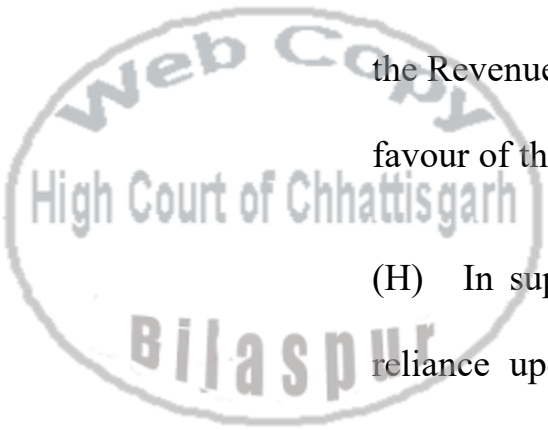 Web Copy
the Revenue
favour of th
High Court of Chhattisgarh
(H) In sup
Bilaspur
reliance upo